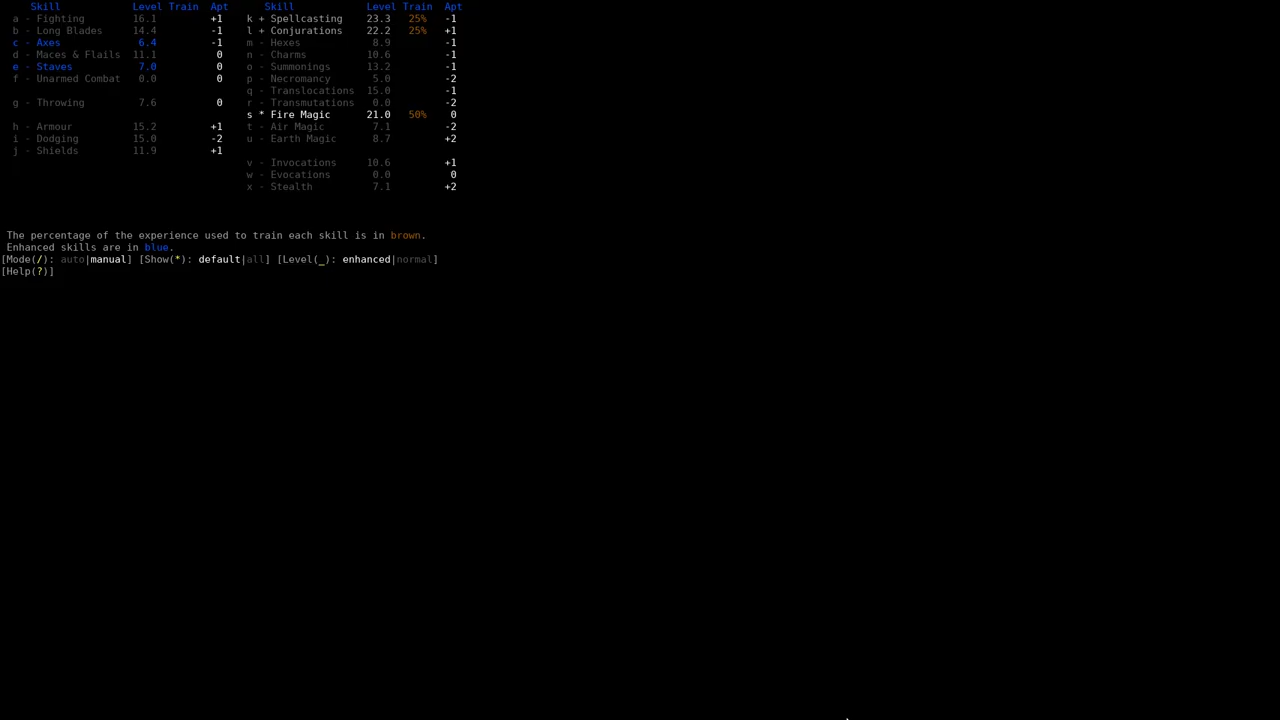 Skill Level Train Apt Skill Level Train Apt
a - Fighting 16.1 +1 k + Spellcasting 23.3 25% -1
b - Long Blades 14.4 -1 l + Conjurations 22.2 25% +1
c - Axes 6.4 -1 m - Hexes 8.9 -1
d - Maces & Flails 11.1 0 n - Charms 10.6 -1
e - Staves 7.0 0 o - Summonings 13.2 -1
f - Unarmed Combat 0.0 0 p - Necromancy 5.0 -2
q - Translocations 15.0 -1
g - Throwing 7.6 0 r - Transmutations 0.0 -2
s * Fire Magic 21.0 50% 0
h - Armour 15.2 +1 t - Air Magic 7.1 -2
i - Dodging 15.0 -2 u - Earth Magic 8.7 +2
j - Shields 11.9 +1
v - Invocations 10.6 +1
w - Evocations 0.0 0
x - Stealth 7.1 +2
The percentage of the experience used to train each skill is in brown.
Enhanced skills are in blue.
[Mode(/): auto|manual] [Show(*): default|all] [Level(_): enhanced|normal]
[Help(?)]